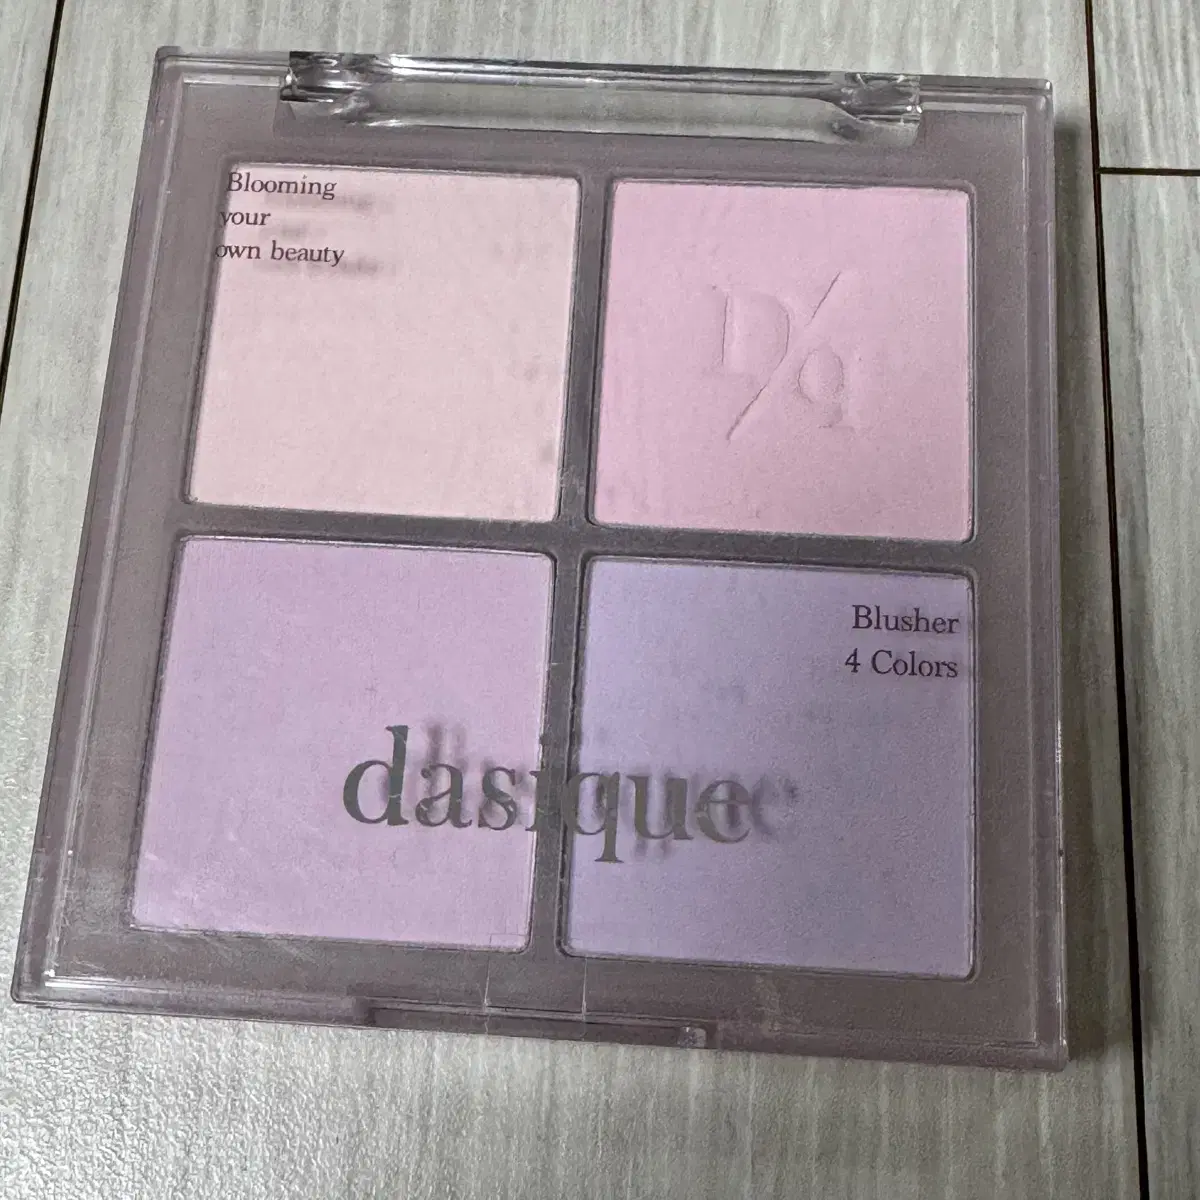 Blooming
your
own beauty
D/q
Blusher
4 Colors
dasique